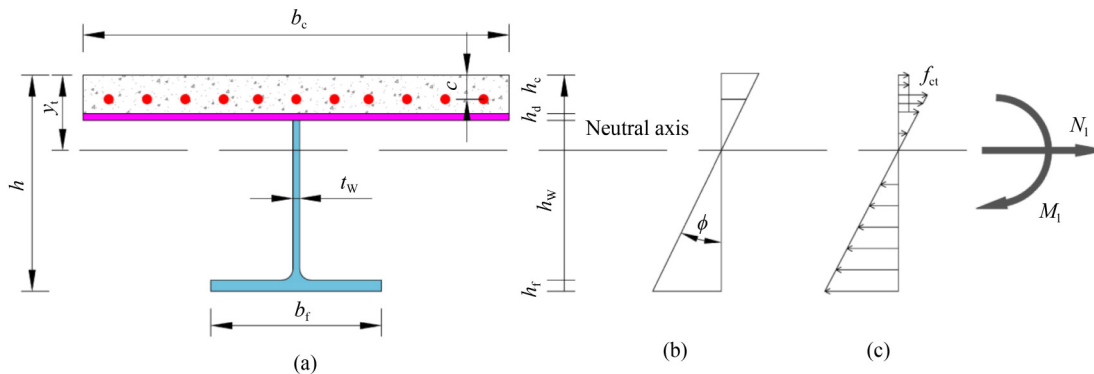 b_c
h
y_t
c
t_w
b_f
(a)
h_c
h_d
h_w
h_f
Neutral axis
ϕ
(b)
f_ct
(c)
N_1
M_1